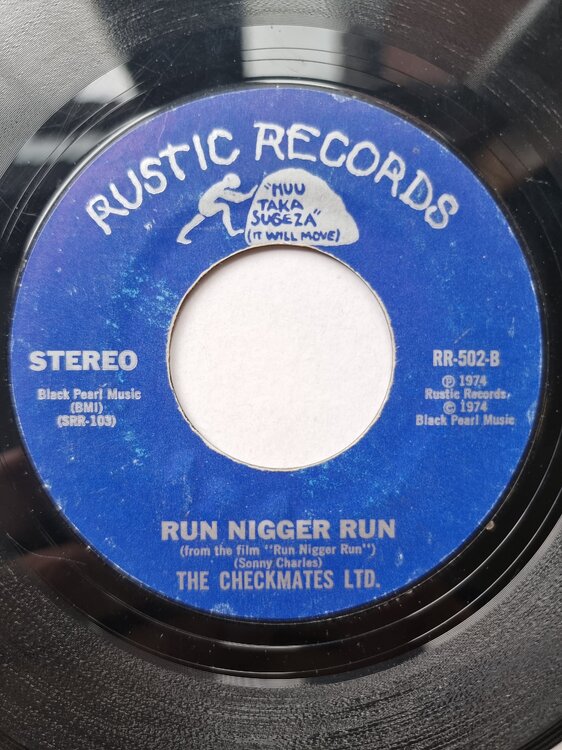 RUSTIC RECORDS
"MUU
TAKA
SUGEZA"
(IT WILL MOVE)
STEREO
Black Pearl Music
(BMI)
(SRR-103)
RR-502-B
Ⓟ 1974
Rustic Records,
© 1974
Black Pearl Music
RUN NIGGER RUN
(from the film "Run Nigger Run")
(Sonny Charles)
THE CHECKMATES LTD.